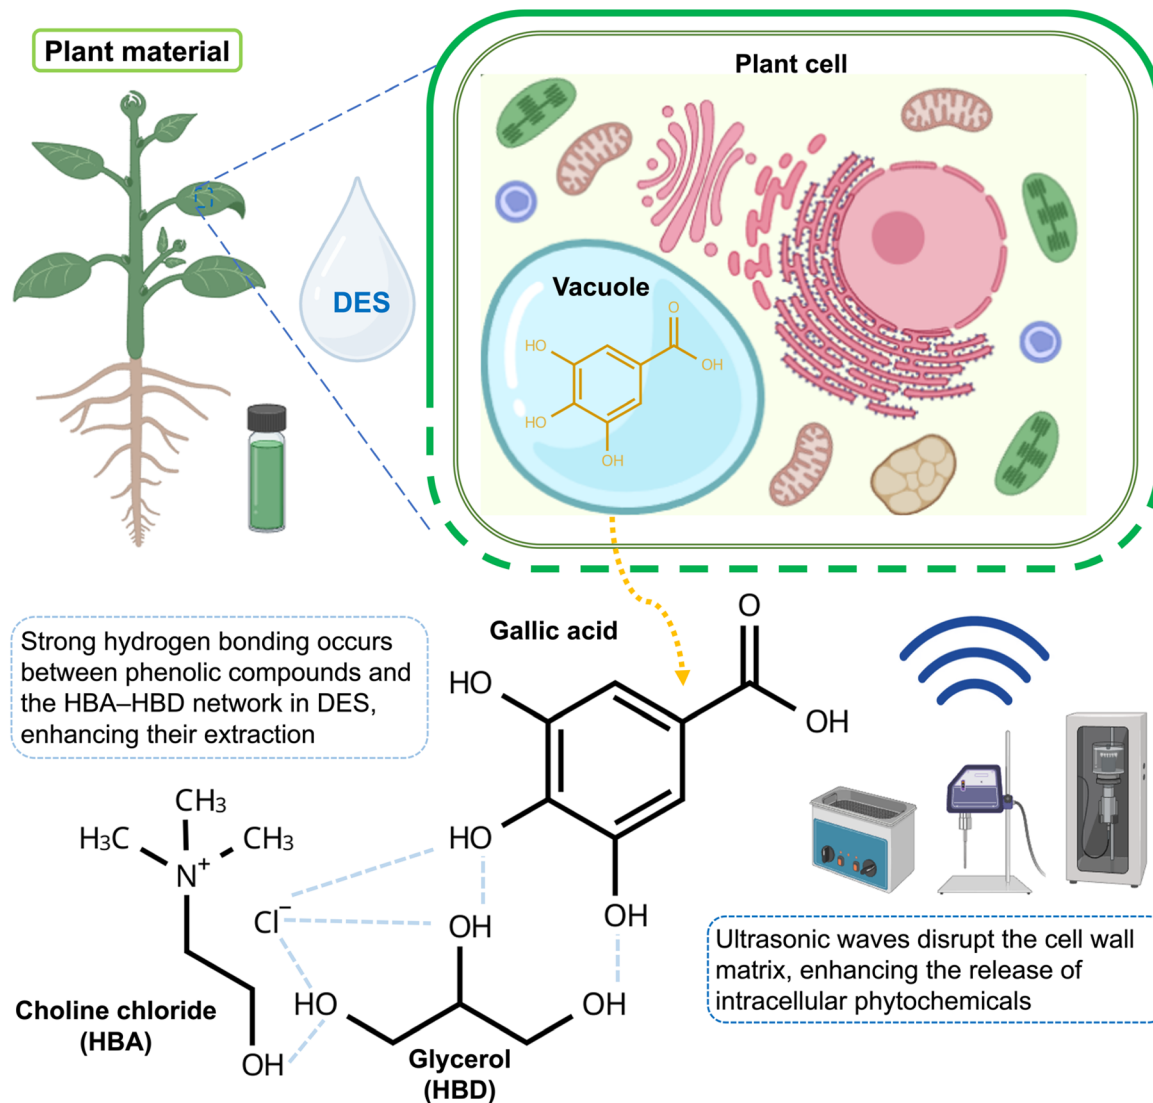 Plant material
Plant cell
DES
Vacuole
O
HO
OH
HO
OH
Strong hydrogen bonding occurs
between phenolic compounds and
the HBA–HBD network in DES,
enhancing their extraction
Gallic acid
O
HO
OH
HO
OH
CH₃
H₃C
CH₃
N⁺
Cl⁻
OH
HO
OH
OH
Choline chloride
(HBA)
Glycerol
(HBD)
Ultrasonic waves disrupt the cell wall
matrix, enhancing the release of
intracellular phytochemicals